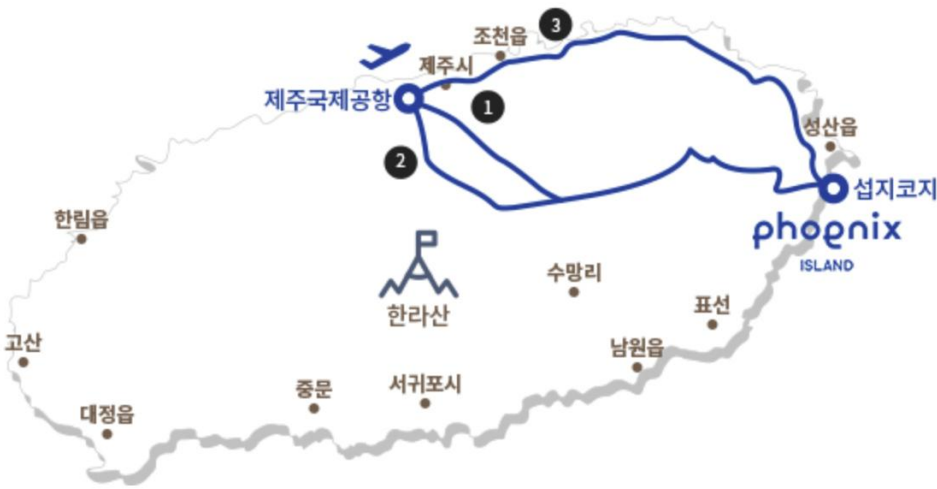 3
조천읍
제주시
제주국제공항
1
성산읍
2
섭지코지
phoenix
ISLAND
한림읍
수망리
한라산
표선
고산
남원읍
중문
서귀포시
대정읍